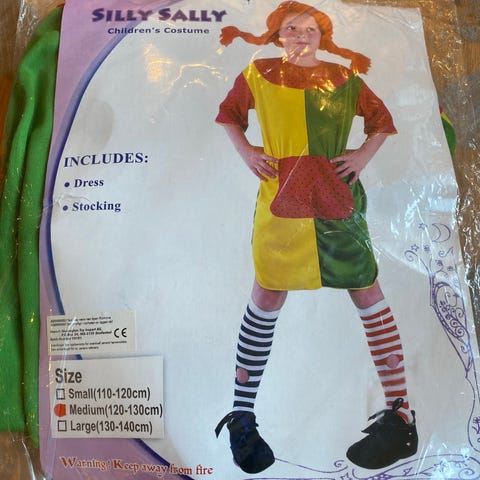 SILLY SALLY
Children's Costume
INCLUDES:
• Dress
• Stocking
CE
Size
Small(110-120cm)
Medium(120-130cm)
Large(130-140cm)
Warning! Keep away from fire